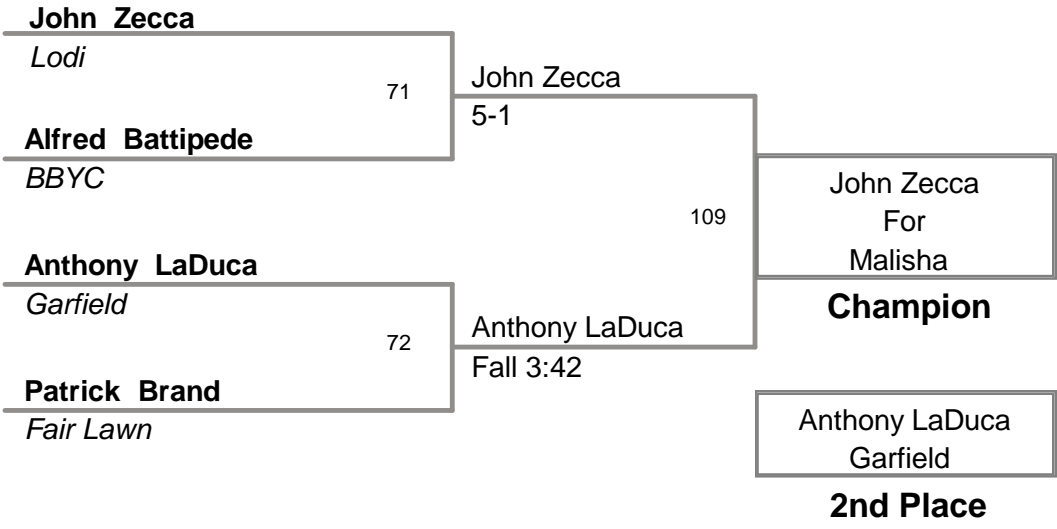 John Zecca
Lodi
71
Alfred Battipede
BBYC
John Zecca
5-1
Anthony LaDuca
Garfield
72
Patrick Brand
Fair Lawn
Anthony LaDuca
Fall 3:42
109
John Zecca
For
Malisha
Champion
Anthony LaDuca
Garfield
2nd Place